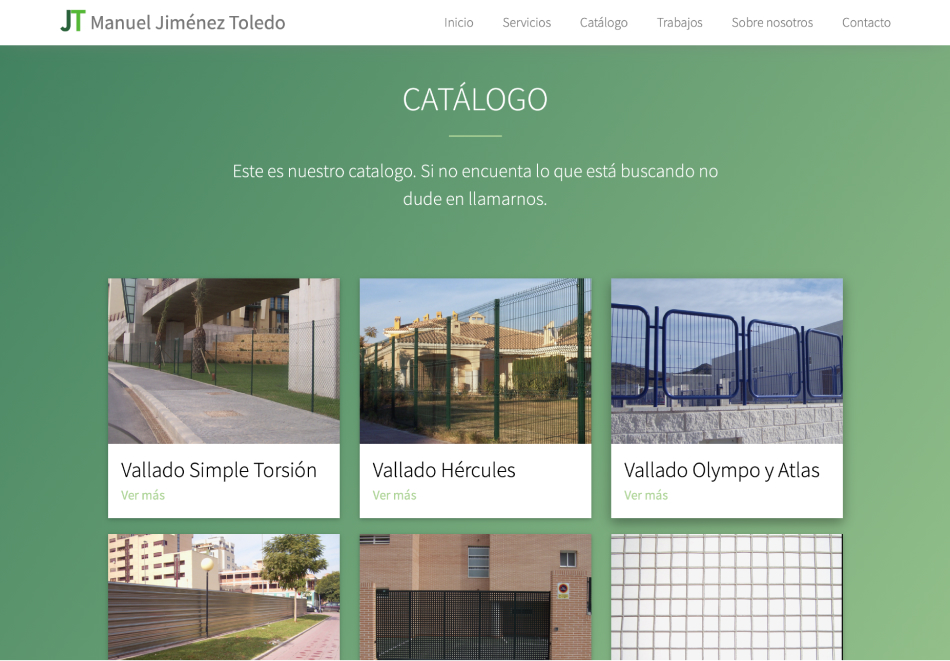 JT Manuel Jiménez Toledo
Inicio Servicios Catálogo Trabajos Sobre nosotros Contacto
CATÁLOGO
Este es nuestro catalogo. Si no encuenta lo que está buscando no
dude en llamarnos.
Vallado Simple Torsión
Ver más
Vallado Hércules
Ver más
Vallado Olympo y Atlas
Ver más